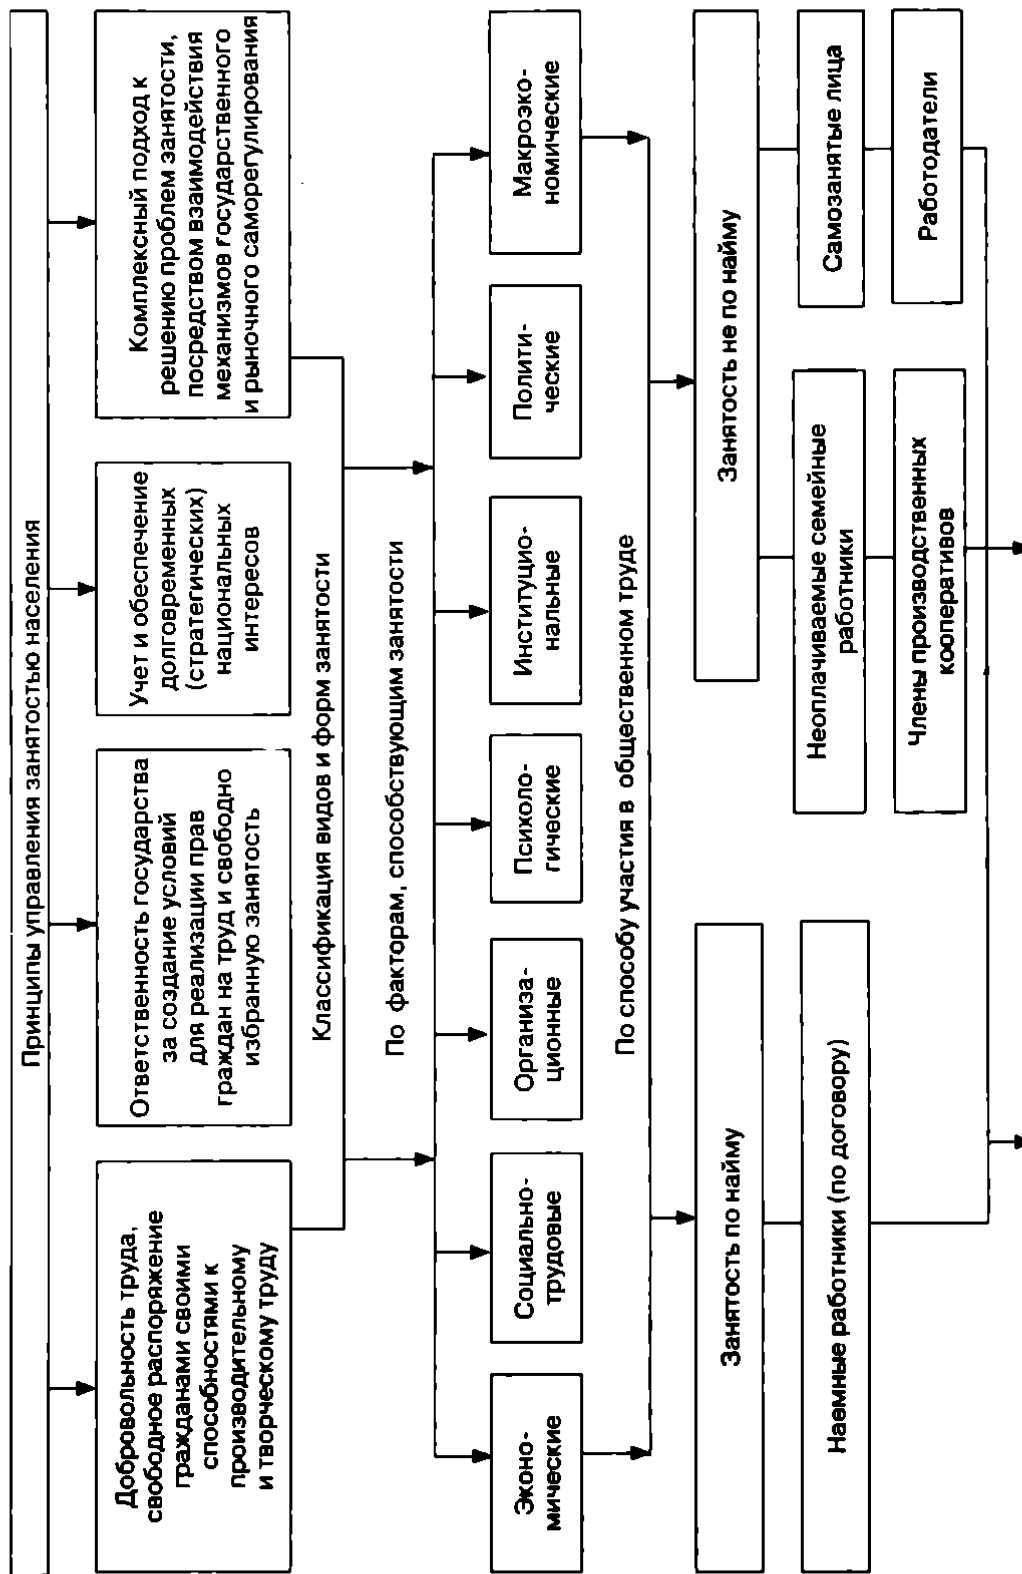 Принципы управления занятостью населения
Добровольность труда,
свободное распоряжение
гражданами своими
способностями к
производительному
и творческому труду
Ответственность государства
за создание условий
для реализации прав
граждан на труд и свободно
избранную занятость
Учет и обеспечение
долговременных
(стратегических)
национальных
интересов
Комплексный подход к
решению проблем занятости,
посредством взаимодействия
механизмов государственного
и рыночного саморегулирования
Классификация видов и форм занятости
По факторам, способствующим занятости
Эконо-
мические
Социально-
трудовые
Организа-
ционные
Психоло-
гические
Институцио-
нальные
Полити-
ческие
Макроэко-
номические
По способу участия в общественном труде
Занятость по найму
Занятость не по найму
Наемные работники (по договору)
Неоплачиваемые семейные
работники
Самозанятые лица
Члены производственных
кооперативов
Работодатели